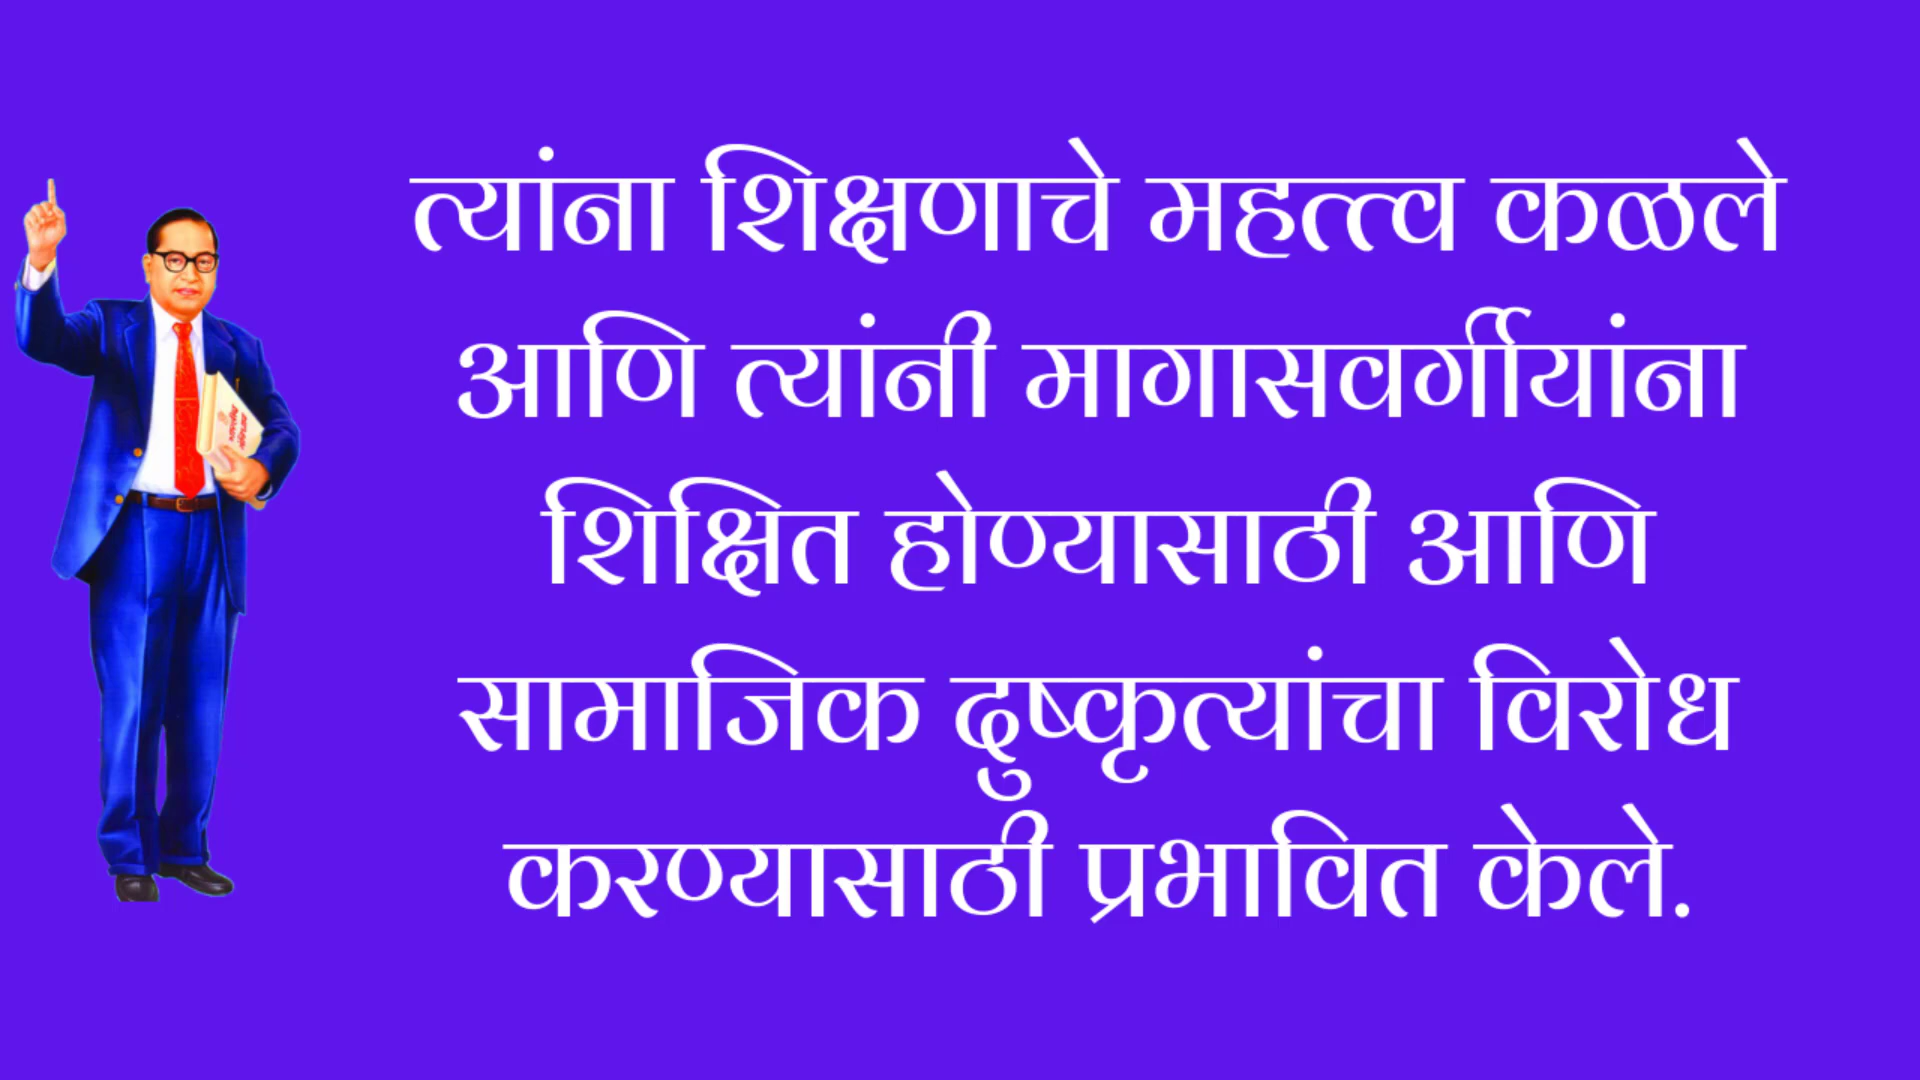 त्यांना शिक्षणाचे महत्त्व कळले
आणि त्यांनी मागासवर्गीयांना
शिक्षित होण्यासाठी आणि
सामाजिक दुष्कृत्यांचा विरोध
करण्यासाठी प्रभावित केले.